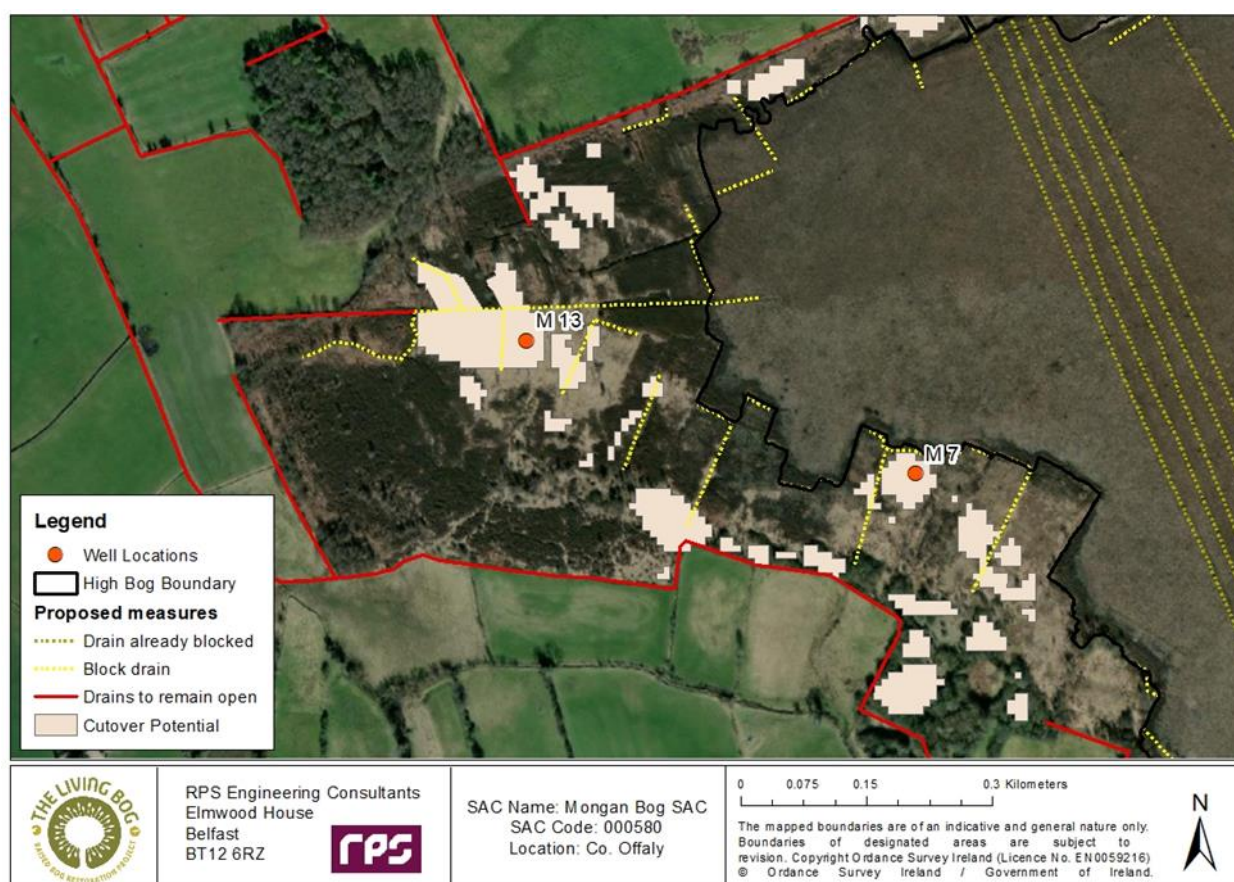 M 13
M 7
Legend
Well Locations
High Bog Boundary
Proposed measures
Drain already blocked
Block drain
Drains to remain open
Cutover Potential
THE LIVING BOG
RAISED BOG RESTORATION PROJECT
RPS Engineering Consultants
Elmwood House
Belfast
BT12 6RZ
rps
SAC Name: Mongan Bog SAC
SAC Code: 000580
Location: Co. Offaly
0 0.075 0.15 0.3 Kilometers
The mapped boundaries are of an indicative and general nature only.
Boundaries of designated areas are subject to
revision. Copyright Ordance Survey Ireland (Licence No. EN0059216)
© Ordance Survey Ireland / Government of Ireland.
N